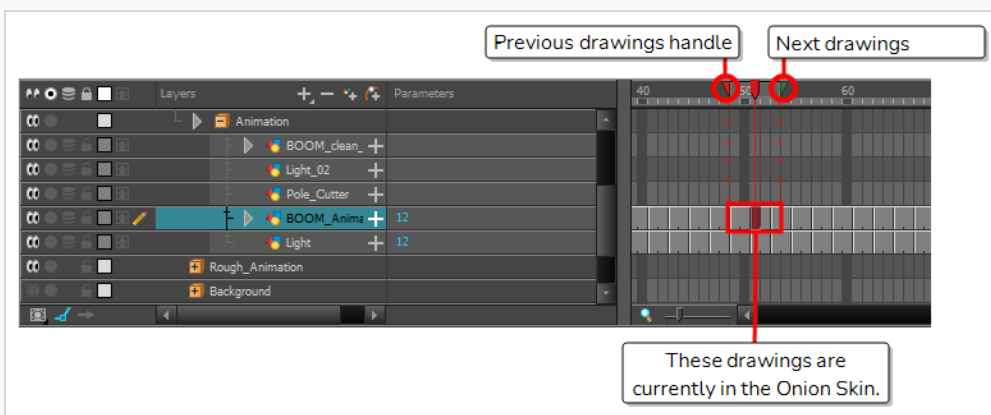 Previous drawings handle
Next drawings
Layers
Parameters
40
50
60
Animation
BOOM_clean_
Light_02
Pole_Cutter
BOOM_Anima
12
Light
12
Rough_Animation
Background
These drawings are
currently in the Onion Skin.